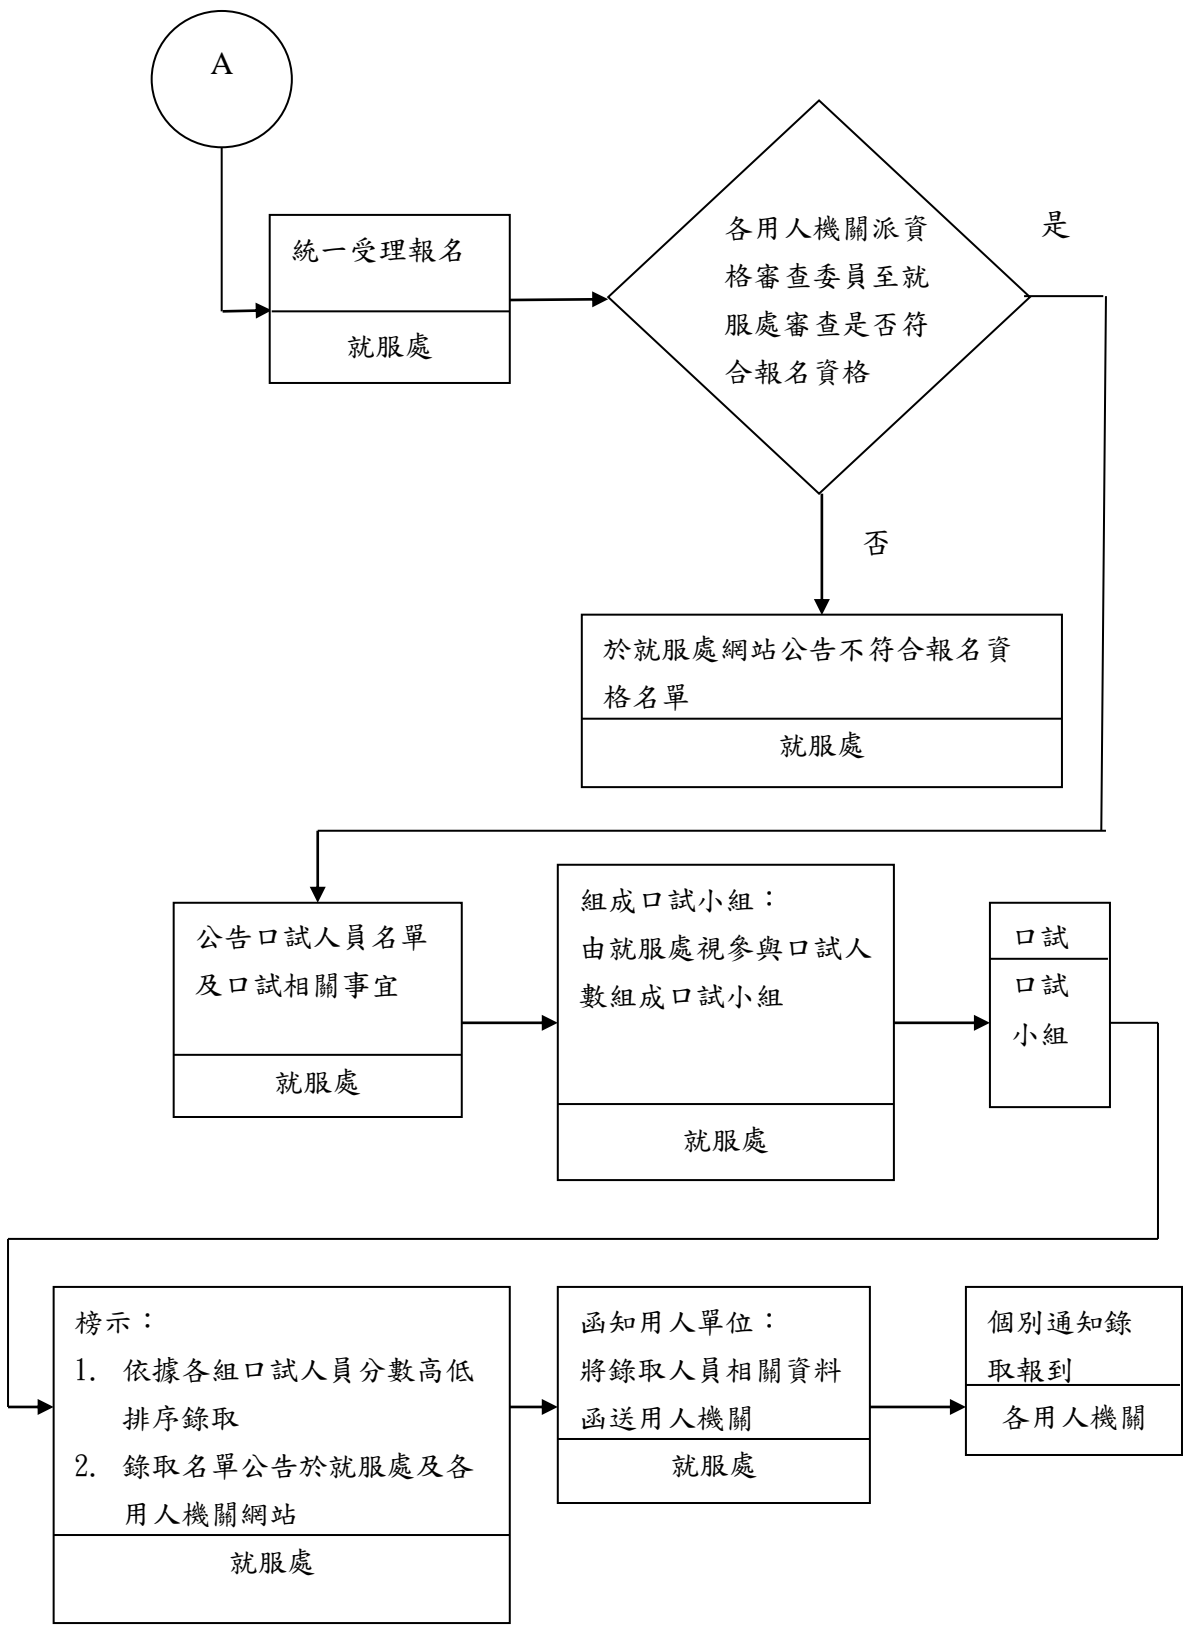 A
統一受理報名
就服處
各用人機關派資
格審查委員至就
服處審查是否符
合報名資格
是
否
於就服處網站公告不符合報名資
格名單
就服處
公告口試人員名單
及口試相關事宜
就服處
組成口試小組：
由就服處視參與口試人
數組成口試小組
就服處
口試
口試
小組
榜示：
1. 依據各組口試人員分數高低
排序錄取
2. 錄取名單公告於就服處及各
用人機關網站
就服處
函知用人單位：
將錄取人員相關資料
函送用人機關
就服處
個別通知錄
取報到
各用人機關